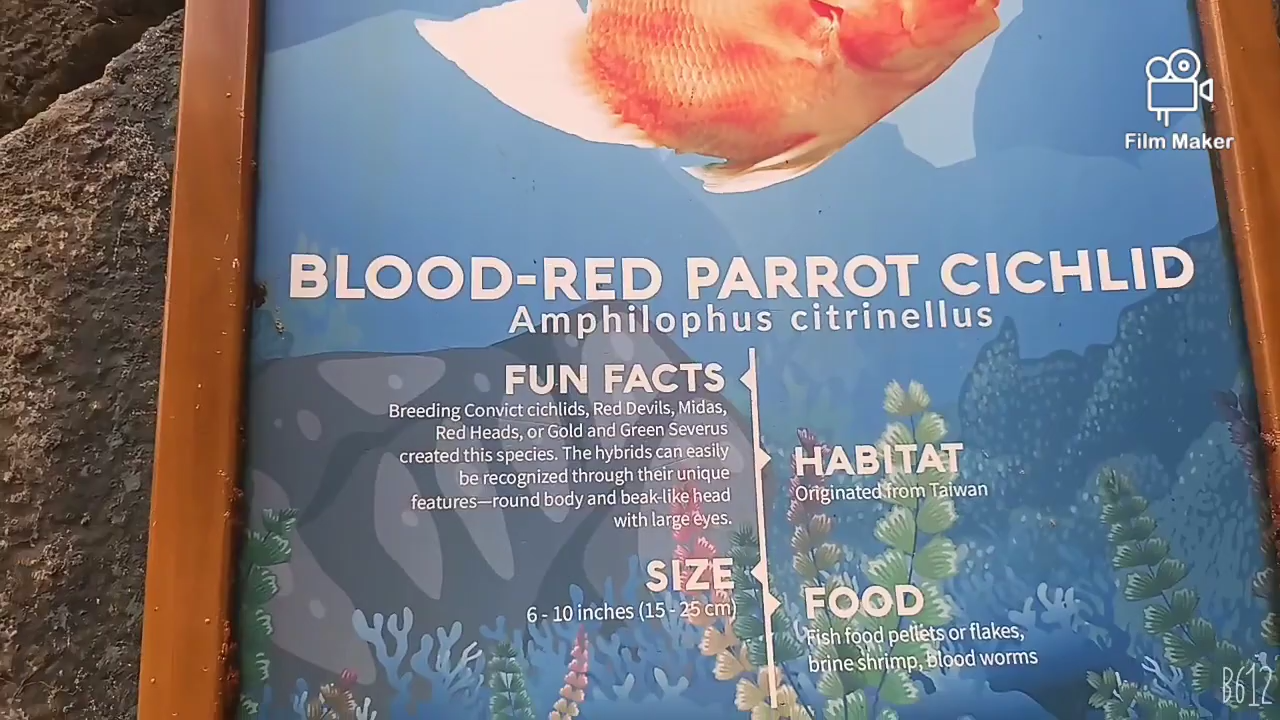 Film Maker
BLOOD-RED PARROT CICHLID
Amphilophus citrinellus
FUN FACTS
Breeding Convict cichlids, Red Devils, Midas,
Red Heads, or Gold and Green Severus
created this species. The hybrids can easily
be recognized through their unique
features—round body and beak-like head
with large eyes.
HABITAT
Originated from Taiwan
SIZE
6 - 10 inches (15 - 25 cm)
FOOD
Fish food pellets or flakes,
brine shrimp, blood worms
B612